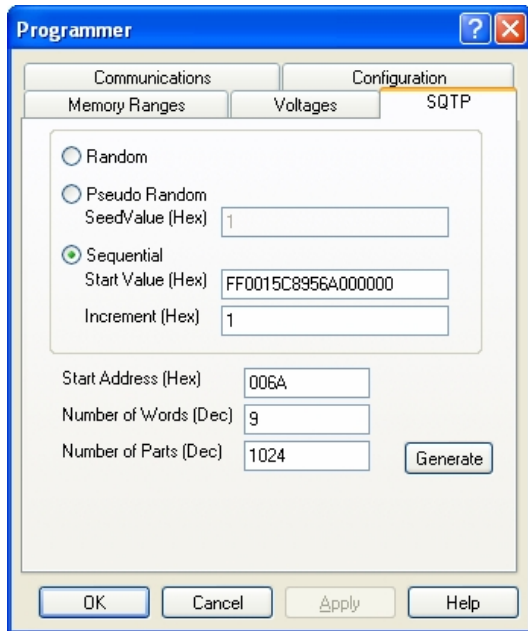 Programmer
Communications
Configuration
Memory Ranges
Voltages
SQTP
Random
Pseudo Random
SeedValue (Hex) 1
Sequential
Start Value (Hex) FF0015C8956A000000
Increment (Hex) 1
Start Address (Hex) 006A
Number of Words (Dec) 9
Number of Parts (Dec) 1024
Generate
OK Cancel Apply Help